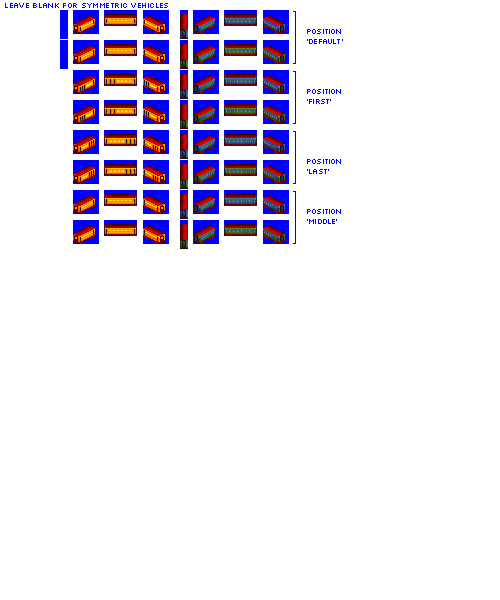 LEAVE BLANK FOR SYMMETRIC VEHICLES
POSITION
'DEFAULT'
POSITION
'FIRST'
POSITION
'LAST'
POSITION
'MIDDLE'